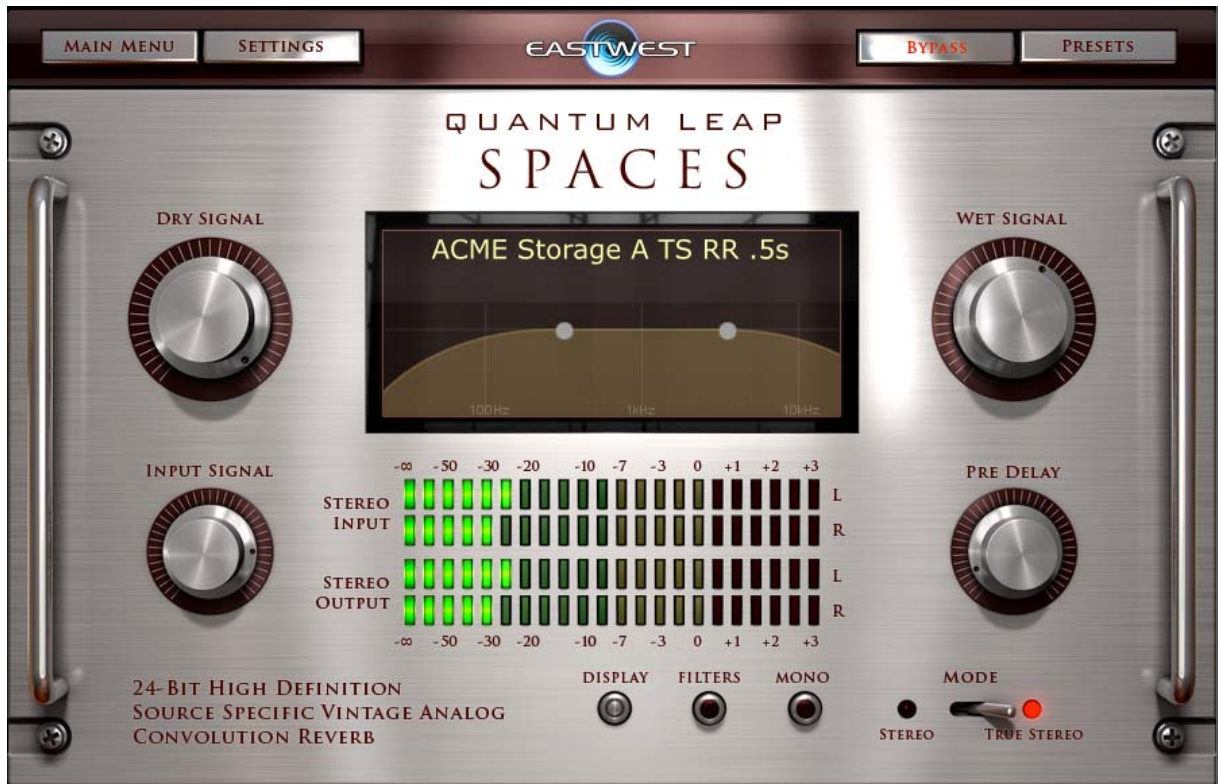 MAIN MENU
SETTINGS
EASTWEST
BYPASS
PRESETS
QUANTUM LEAP
SPACES
DRY SIGNAL
WET SIGNAL
ACME Storage A TS RR .5s
100Hz 1kHz 10kHz
INPUT SIGNAL
PRE DELAY
-∞ -50 -30 -20 -10 -7 -3 0 +1 +2 +3
STEREO INPUT
L
R
STEREO OUTPUT
L
R
-∞ -50 -30 -20 -10 -7 -3 0 +1 +2 +3
DISPLAY FILTERS MONO MODE
STEREO TRUE STEREO
24-BIT HIGH DEFINITION
SOURCE SPECIFIC VINTAGE ANALOG
CONVOLUTION REVERB